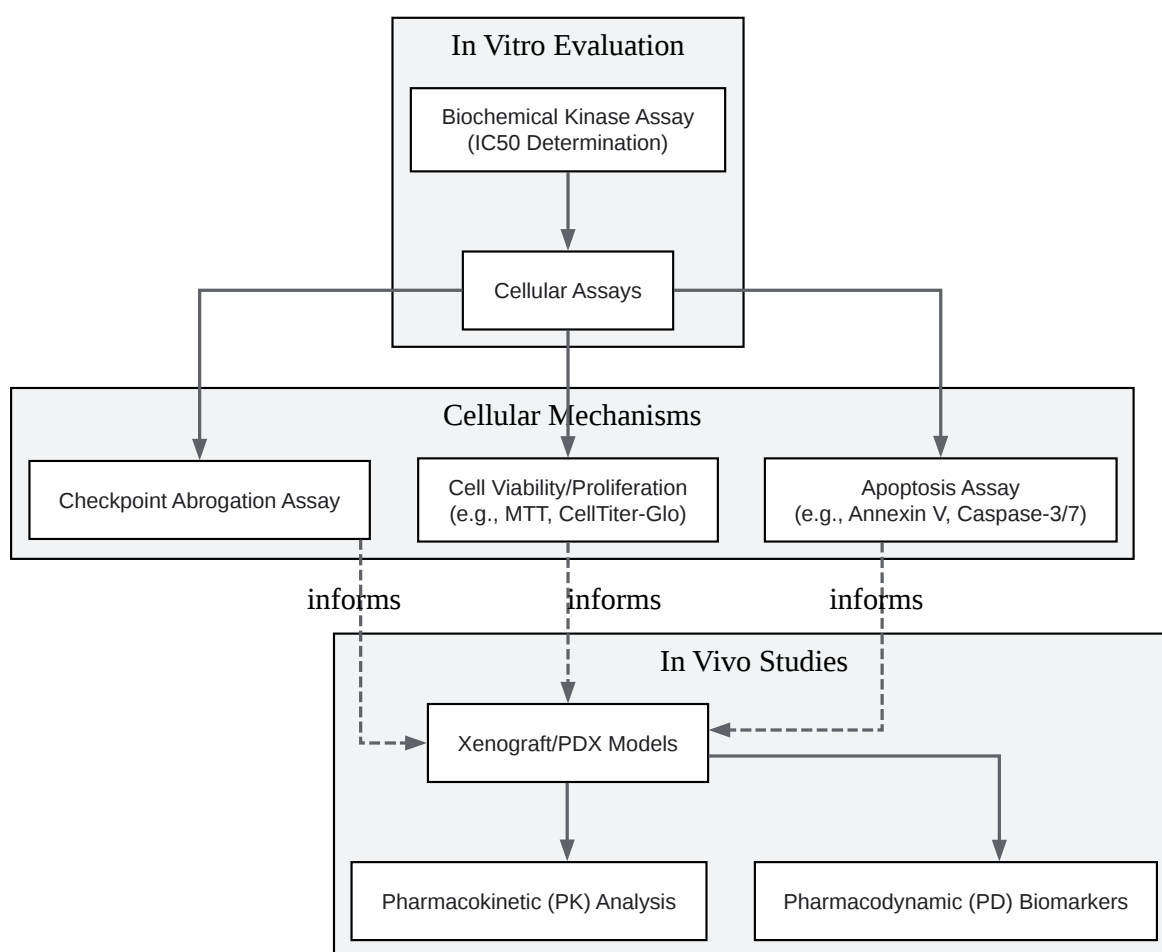 In Vitro Evaluation
Biochemical Kinase Assay
(IC50 Determination)
Cellular Assays
Cellular Mechanisms
Checkpoint Abrogation Assay
Cell Viability/Proliferation
(e.g., MTT, CellTiter-Glo)
Apoptosis Assay
(e.g., Annexin V, Caspase-3/7)
informs
informs
informs
In Vivo Studies
Xenograft/PDX Models
Pharmacokinetic (PK) Analysis
Pharmacodynamic (PD) Biomarkers